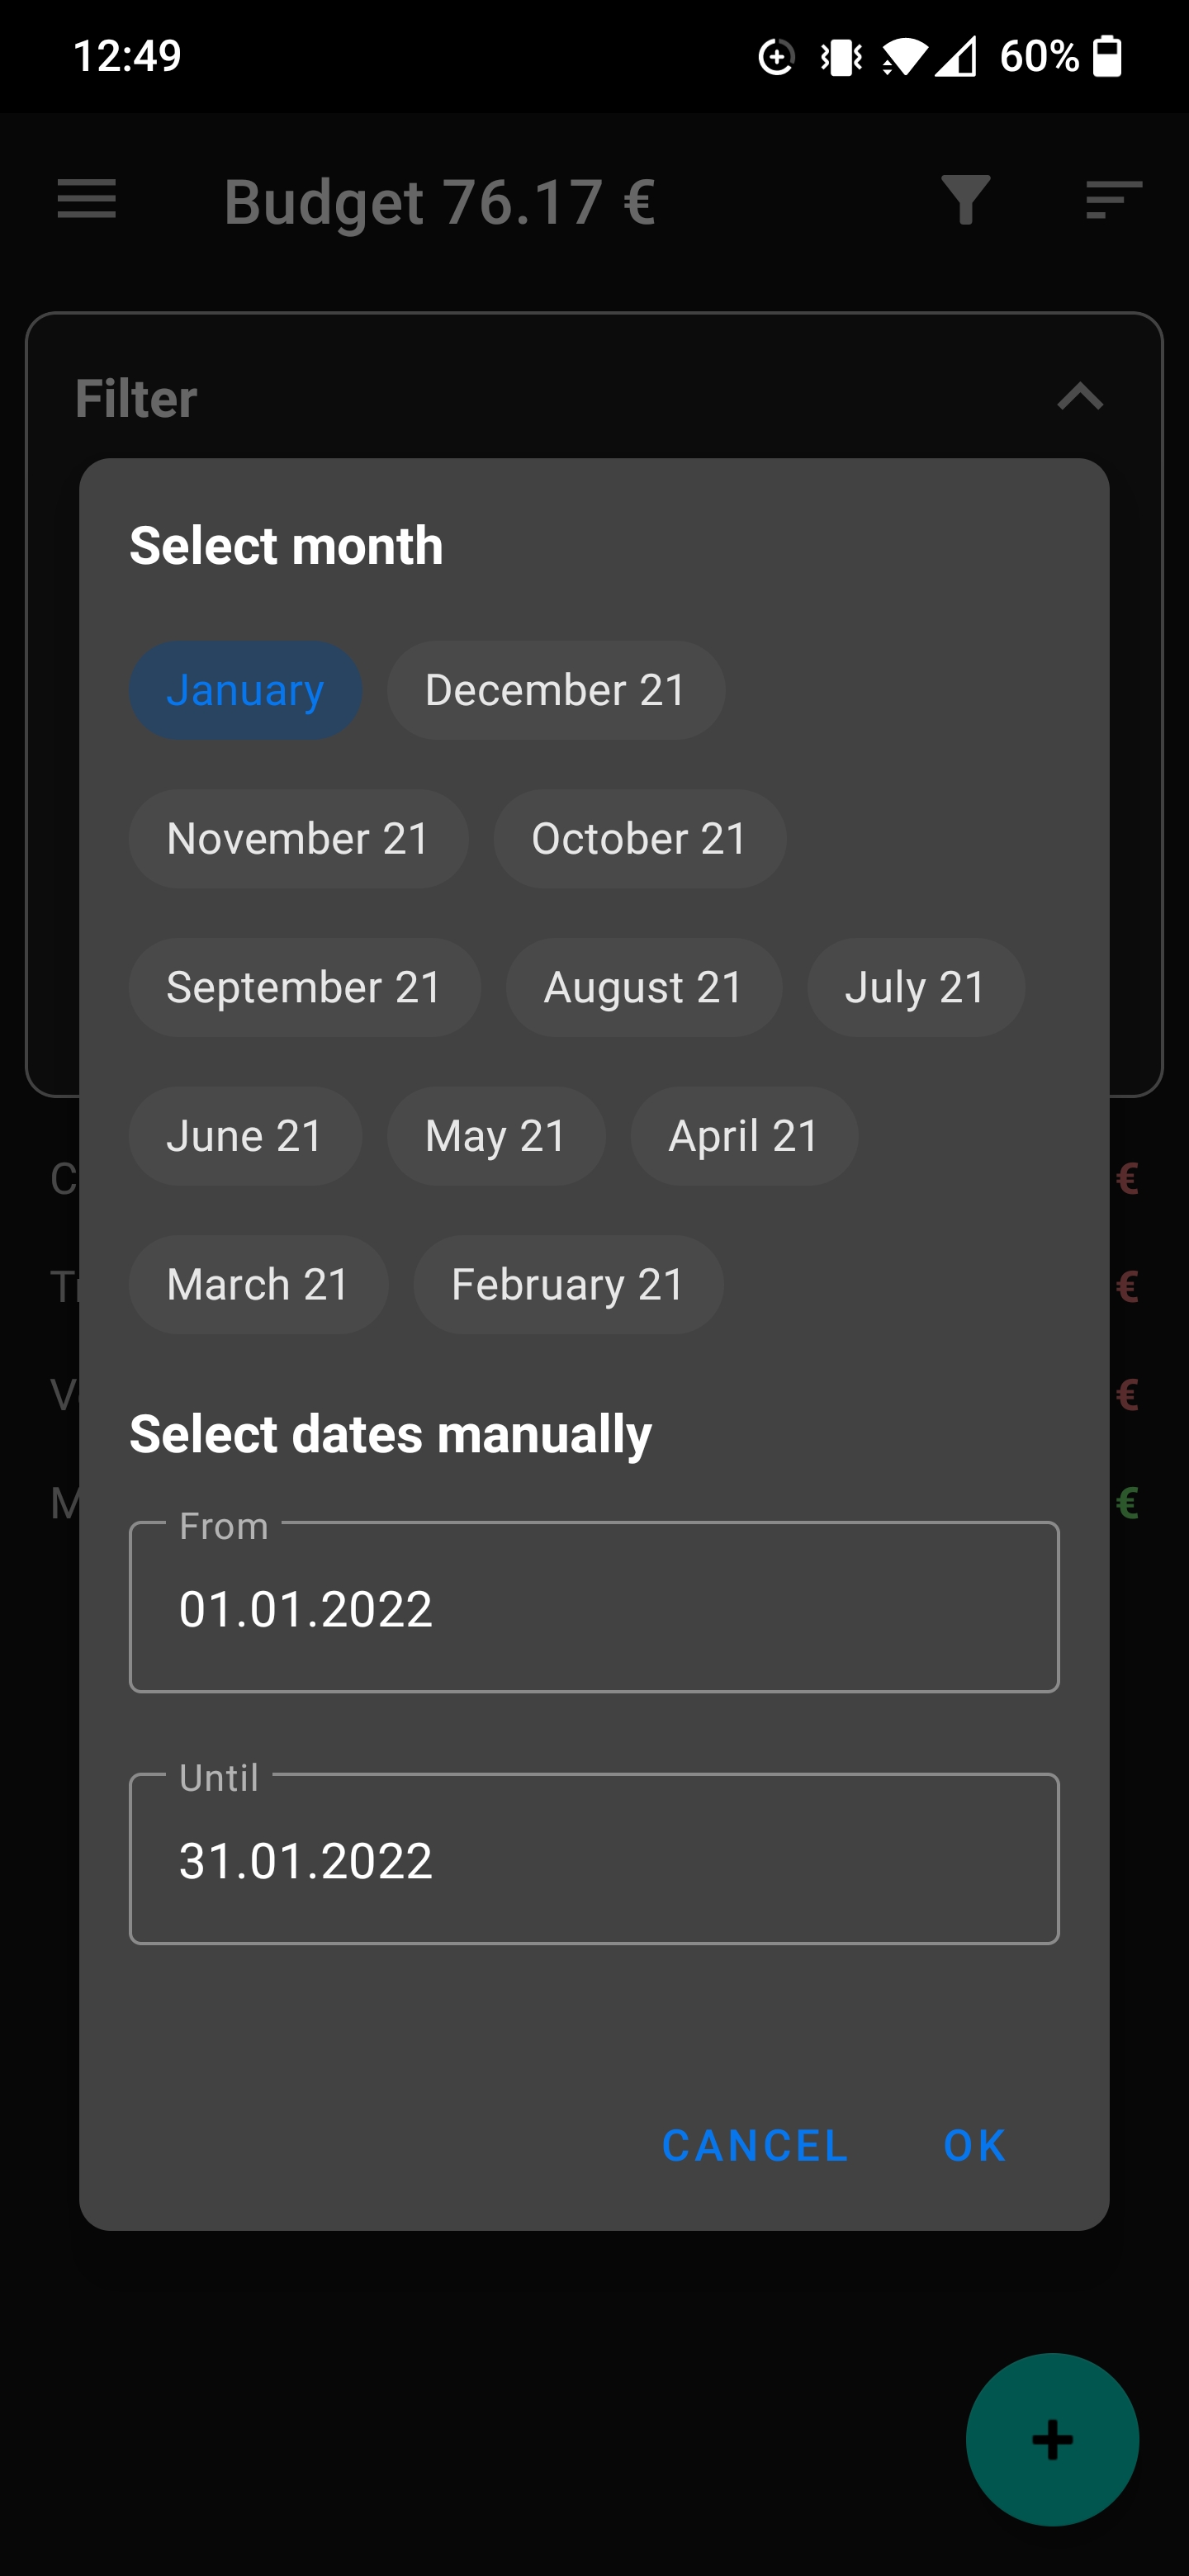 12:49 60%
Budget 76.17 €
Filter
Select month
January December 21
November 21 October 21
September 21 August 21 July 21
June 21 May 21 April 21
March 21 February 21
€
€
€
€
Select dates manually
From
01.01.2022
Until
31.01.2022
CANCEL OK